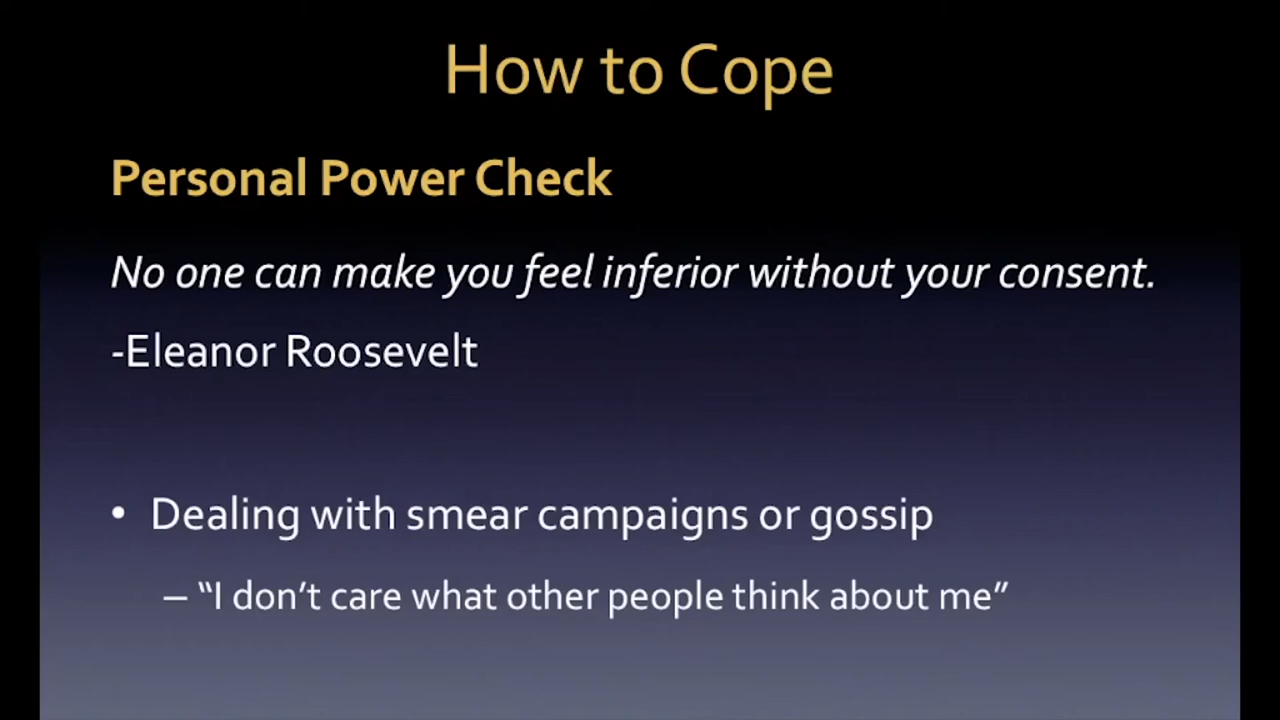 How to Cope
Personal Power Check
No one can make you feel inferior without your consent.
-Eleanor Roosevelt
• Dealing with smear campaigns or gossip
– “I don’t care what other people think about me”